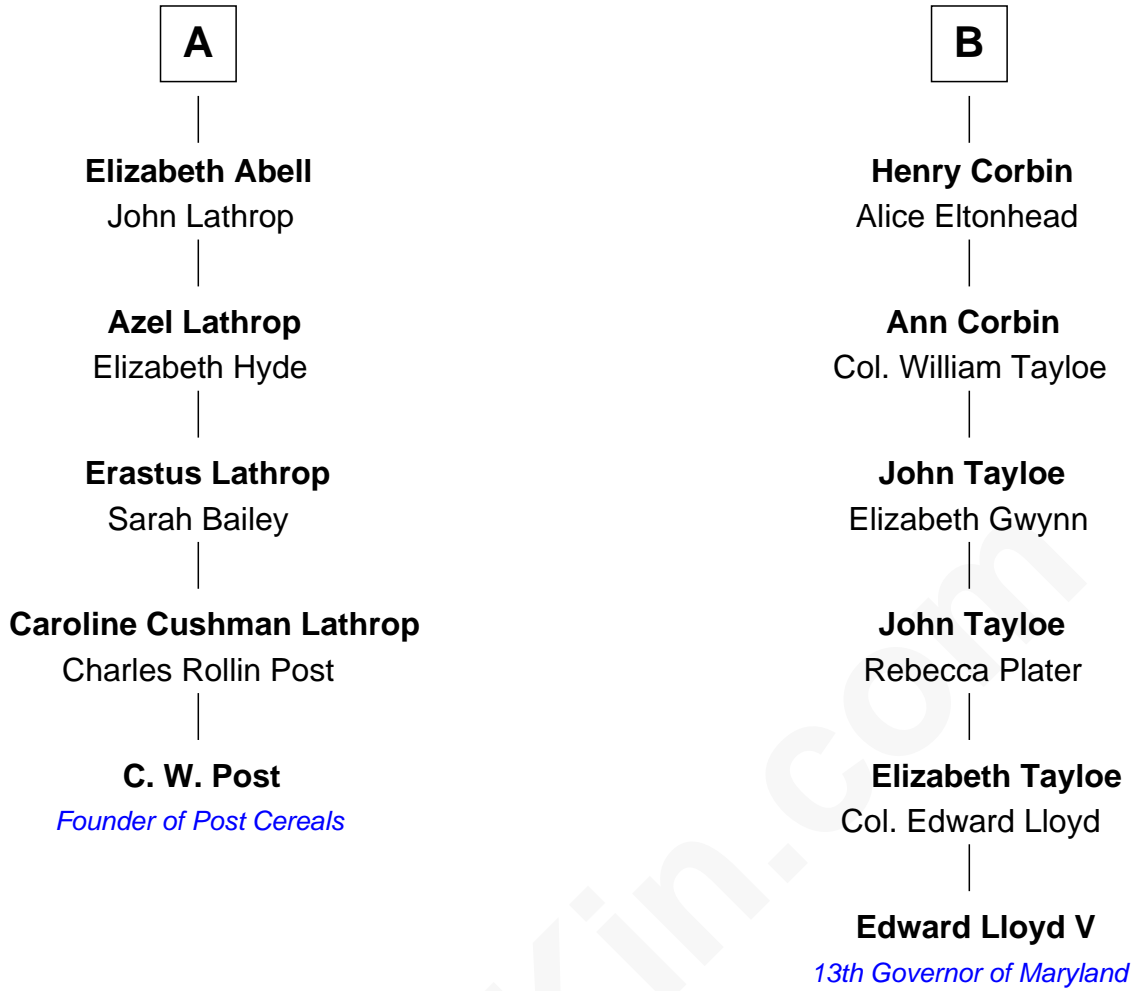 A
Elizabeth Abell
John Lathrop
Azel Lathrop
Elizabeth Hyde
Erastus Lathrop
Sarah Bailey
Caroline Cushman Lathrop
Charles Rollin Post
C. W. Post
Founder of Post Cereals
B
Henry Corbin
Alice Eltonhead
Ann Corbin
Col. William Tayloe
John Tayloe
Elizabeth Gwynn
John Tayloe
Rebecca Plater
Elizabeth Tayloe
Col. Edward Lloyd
Edward Lloyd V
13th Governor of Maryland
Kin.com